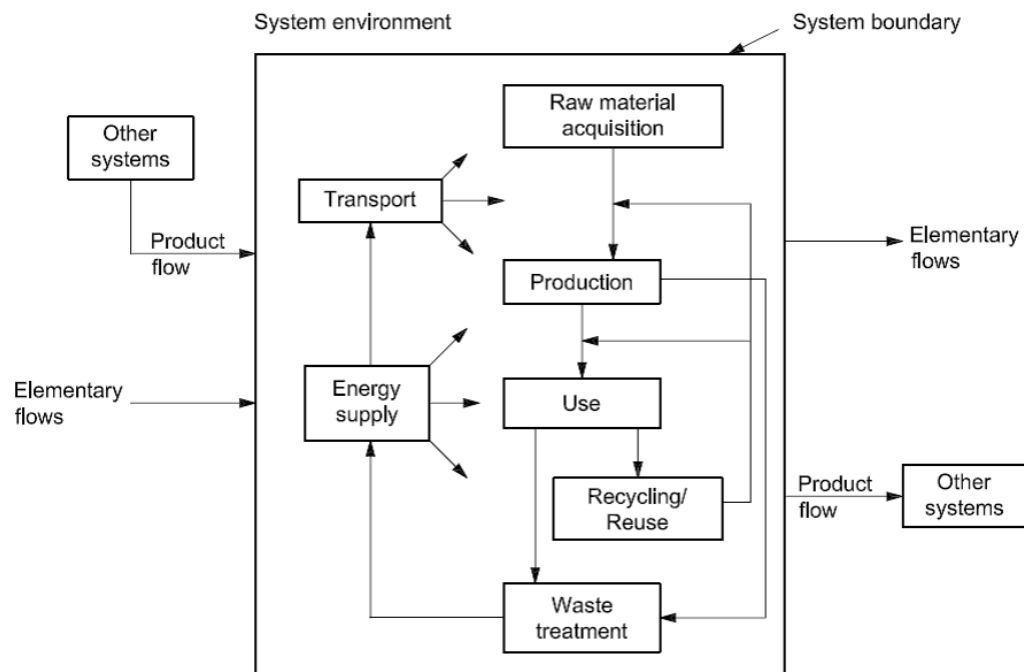 System environment
System boundary
Raw material
acquisition
Other
systems
Transport
Product
flow
Elementary
flows
Production
Elementary
flows
Energy
supply
Use
Recycling/
Reuse
Product
flow
Other
systems
Waste
treatment